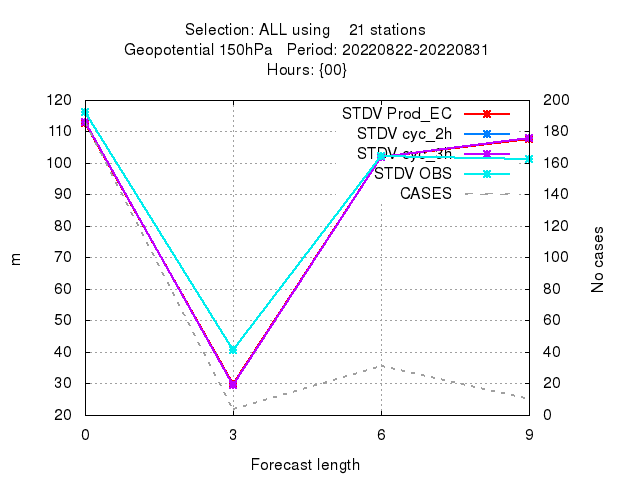 Selection: ALL using 21 stations
Geopotential 150hPa Period: 20220822-20220831
Hours: {00}
120 200
STDV Prod_EC
110 180
STDV cyc_2h
STDV cyc_3h
100 160
STDV OBS
90 140
CASES
80 120
70 100
60 80
50 60
40 40
30 20
20 0
m
No cases
0 3 6 9
Forecast length